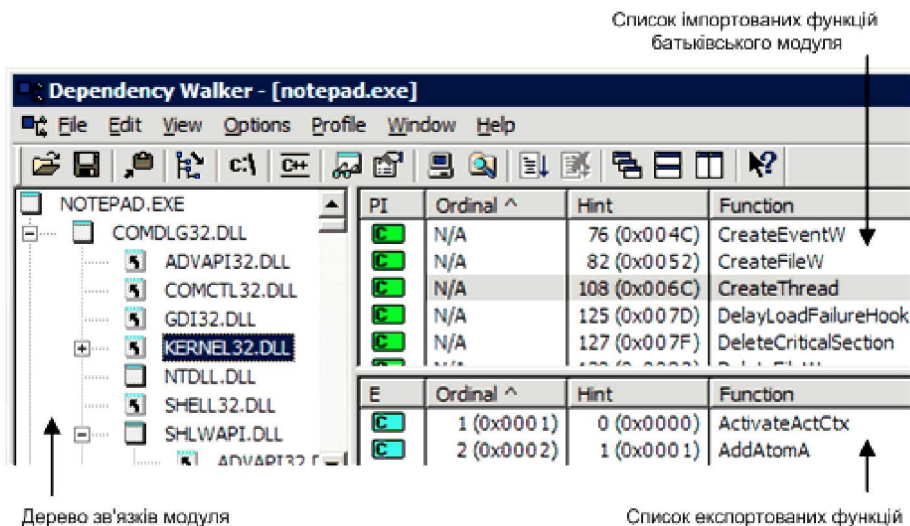 Список імпортованих функцій
батьківського модуля
Dependency Walker - [notepad.exe]
File Edit View Options Profile Window Help
c:\ C++
NOTEPAD.EXE
COMDLG32.DLL
ADVAPI32.DLL
COMCTL32.DLL
GDI32.DLL
KERNEL32.DLL
NTDLL.DLL
SHELL32.DLL
SHLWAPI.DLL
PI Ordinal ^ Hint Function
C N/A 76 (0x004C) CreateEventW
C N/A 82 (0x0052) CreateFileW
C N/A 108 (0x006C) CreateThread
C N/A 125 (0x007D) DelayLoadFailureHook
C N/A 127 (0x007F) DeleteCriticalSection
E Ordinal ^ Hint Function
C 1 (0x0001) 0 (0x0000) ActivateActCtx
C 2 (0x0002) 1 (0x0001) AddAtomA
Дерево зв'язків модуля
Список експортованих функцій